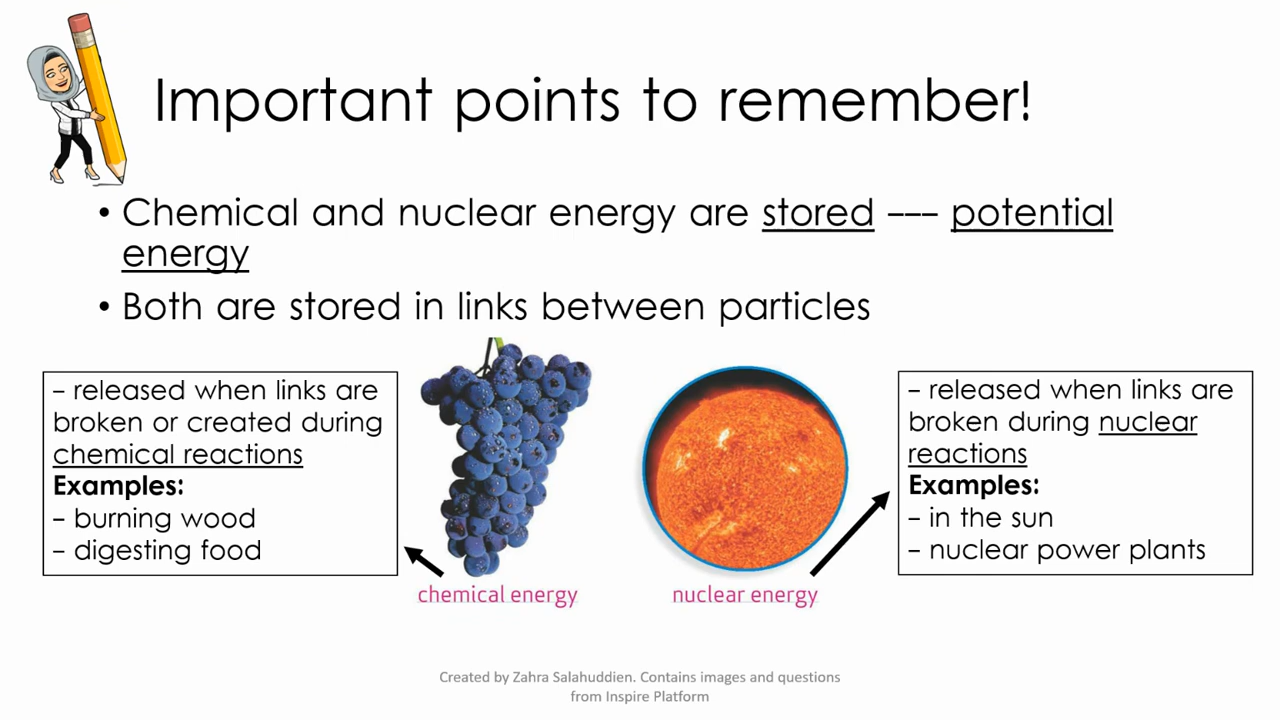 Important points to remember!
• Chemical and nuclear energy are stored --- potential
energy
• Both are stored in links between particles
- released when links are
broken or created during
chemical reactions
Examples:
- burning wood
- digesting food
chemical energy
nuclear energy
- released when links are
broken during nuclear
reactions
Examples:
- in the sun
- nuclear power plants
Created by Zahra Salahuddien. Contains images and questions
from Inspire Platform